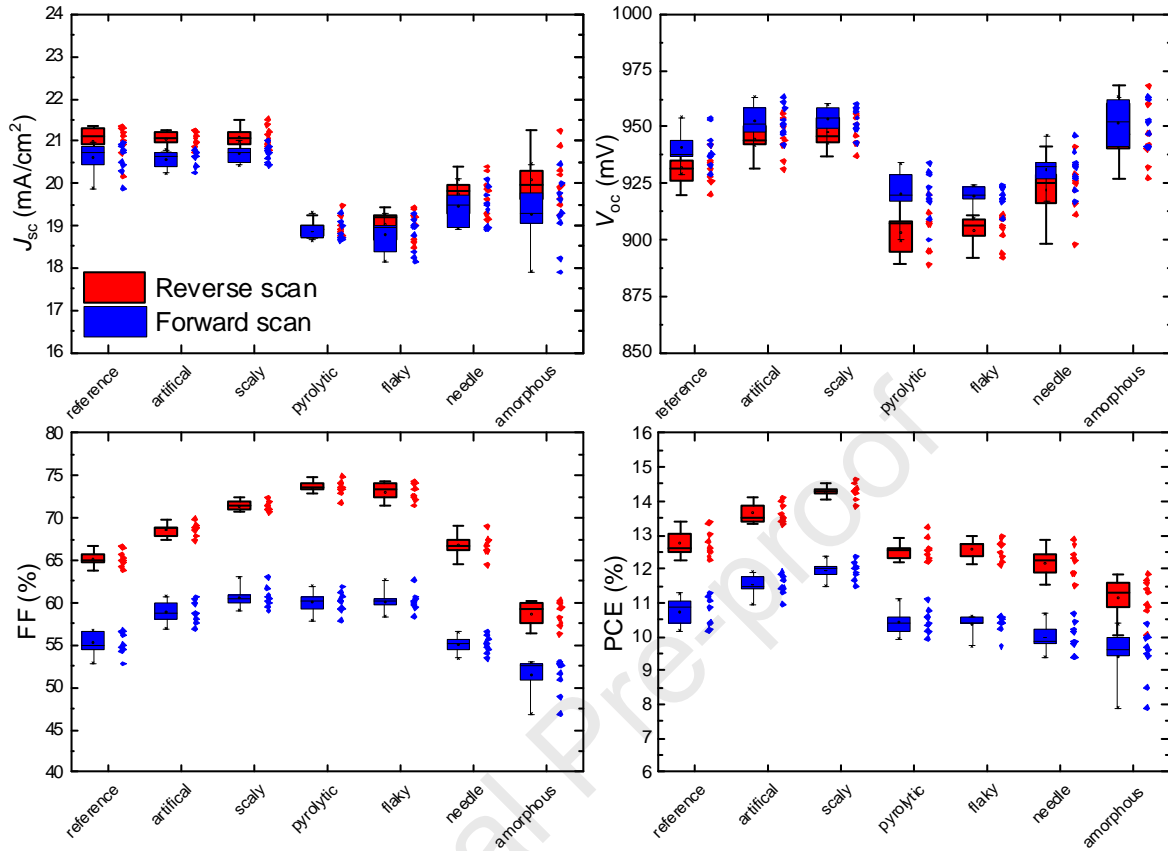 24
23
22
21
20
19
18
17
16
J_sc (mA/cm²)
Reverse scan
Forward scan
reference
artifical
scaly
pyrolytic
flaky
needle
amorphous
1000
975
950
925
900
875
850
V_oc (mV)
reference
artifical
scaly
pyrolytic
flaky
needle
amorphous
80
75
70
65
60
55
50
45
40
FF (%)
reference
artifical
scaly
pyrolytic
flaky
needle
amorphous
16
15
14
13
12
11
10
9
8
7
6
PCE (%)
reference
artifical
scaly
pyrolytic
flaky
needle
amorphous
al Pre-proof